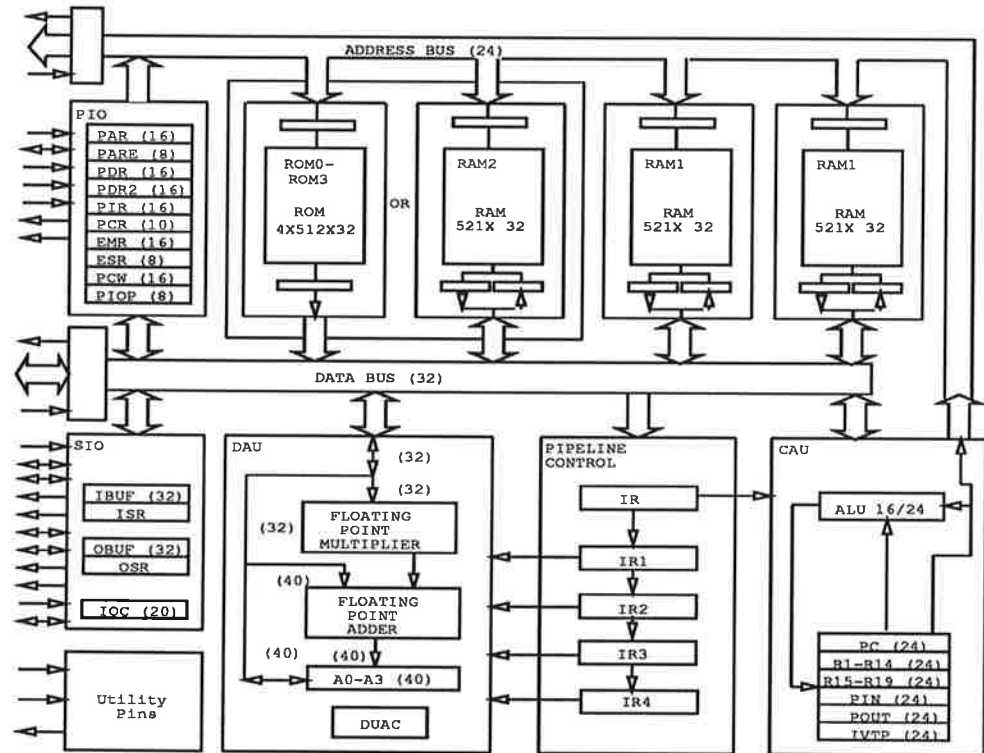 ADDRESS BUS (24)
PIO
PAR (16)
PARE (8)
PDR (16)
PDR2 (16)
PIR (16)
PCR (10)
EMR (16)
ESR (8)
PCW (16)
PIOP (8)
ROM0-
ROM3
ROM
4X512X32
OR
RAM2
RAM
521X 32
RAM1
RAM
521X 32
RAM1
RAM
521X 32
DATA BUS (32)
SIO
IBUF (32)
ISR
OBUF (32)
OSR
IOC (20)
Utility
Pins
DAU
(32)
(32)
(32)
FLOATING
POINT
MULTIPLIER
(40)
FLOATING
POINT
ADDER
(40)
(40)
A0-A3 (40)
DUAC
PIPELINE
CONTROL
IR
IR1
IR2
IR3
IR4
CAU
ALU 16/24
PC (24)
R1-R14 (24)
R15-R19 (24)
PIN (24)
POUT (24)
IVTP (24)